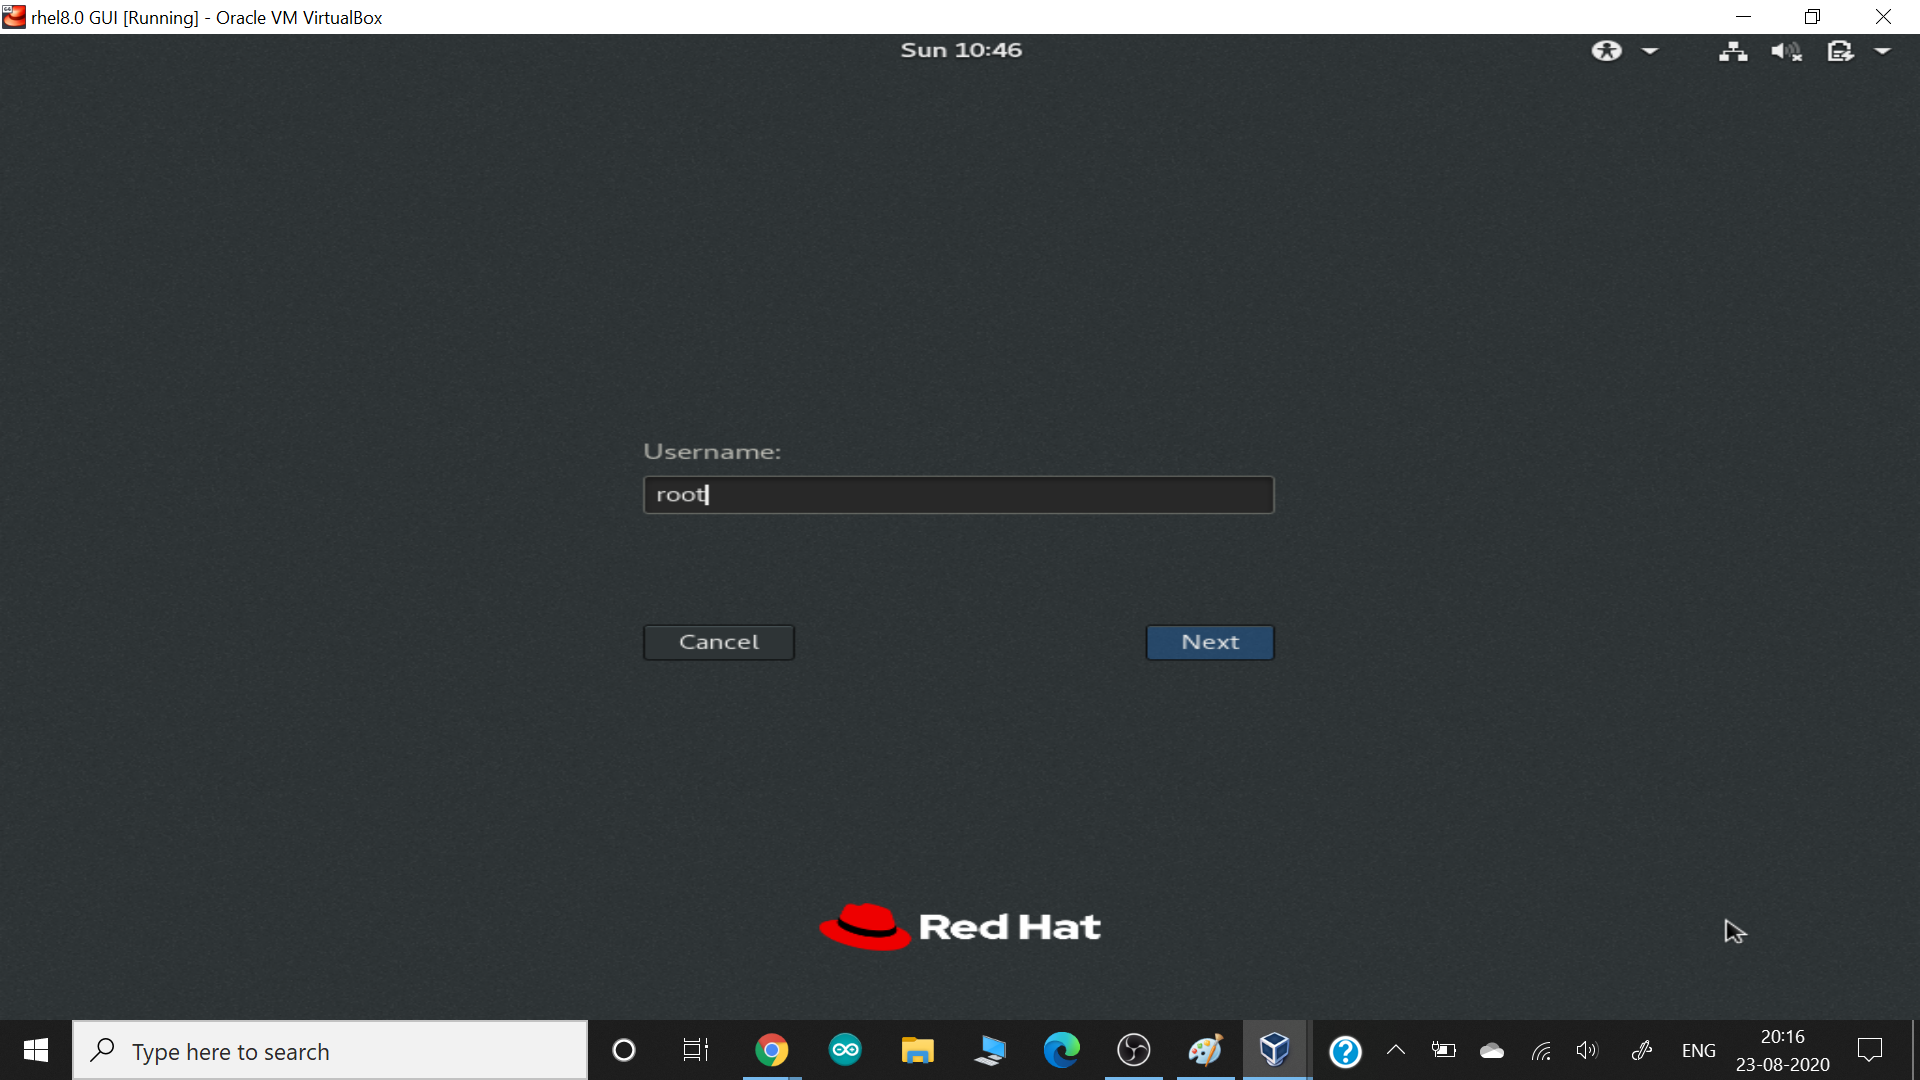 rhel8.0 GUI [Running] - Oracle VM VirtualBox
Sun 10:46
Username:
root
Cancel
Next
Red Hat
Type here to search
ENG
20:16
23-08-2020